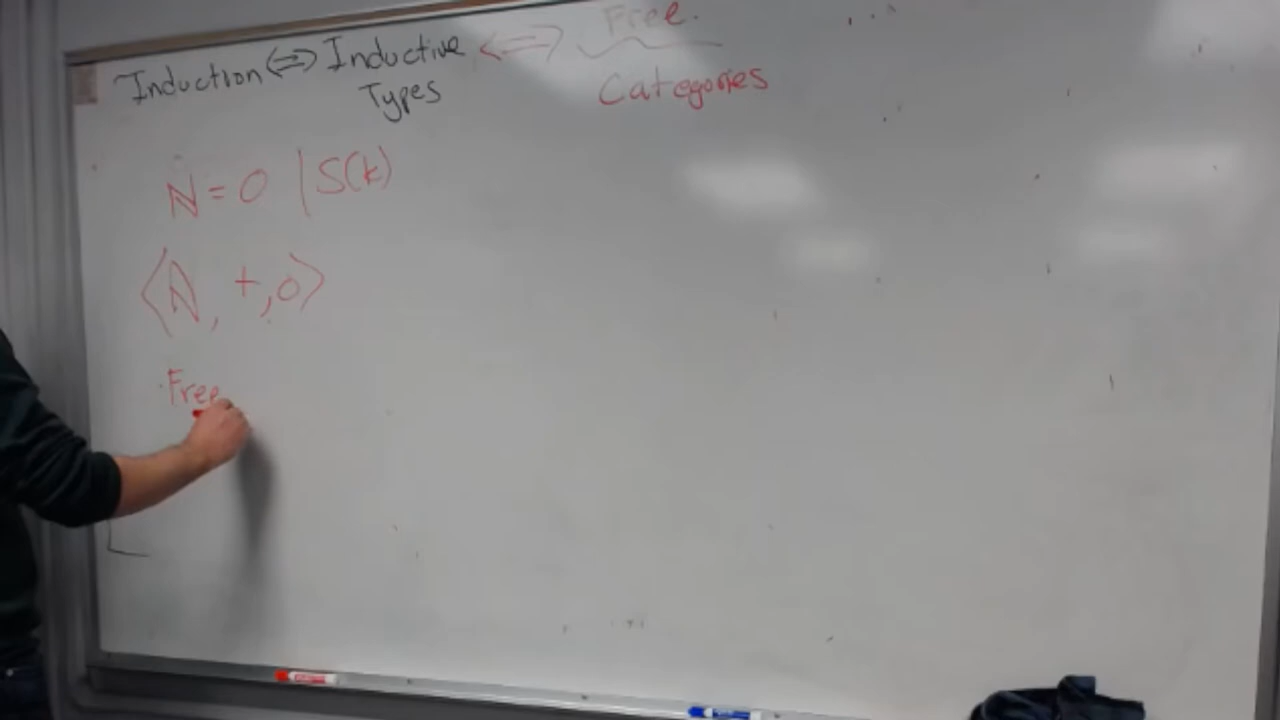 Induction ⟺ Inductive Types ⟺ Free Categories
ℕ = 0 | S(k)
⟨ℕ, +, 0⟩
Free